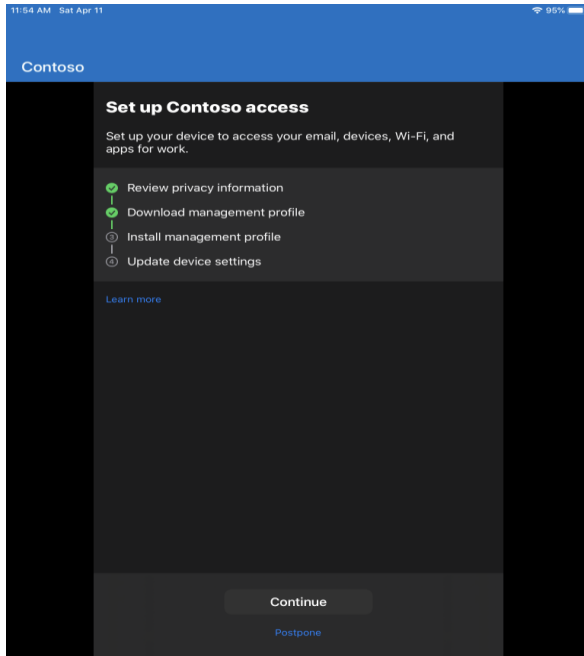 11:54 AM Sat Apr 11
95%
Contoso
Set up Contoso access
Set up your device to access your email, devices, Wi-Fi, and
apps for work.
Review privacy information
Download management profile
3 Install management profile
4 Update device settings
Learn more
Continue
Postpone